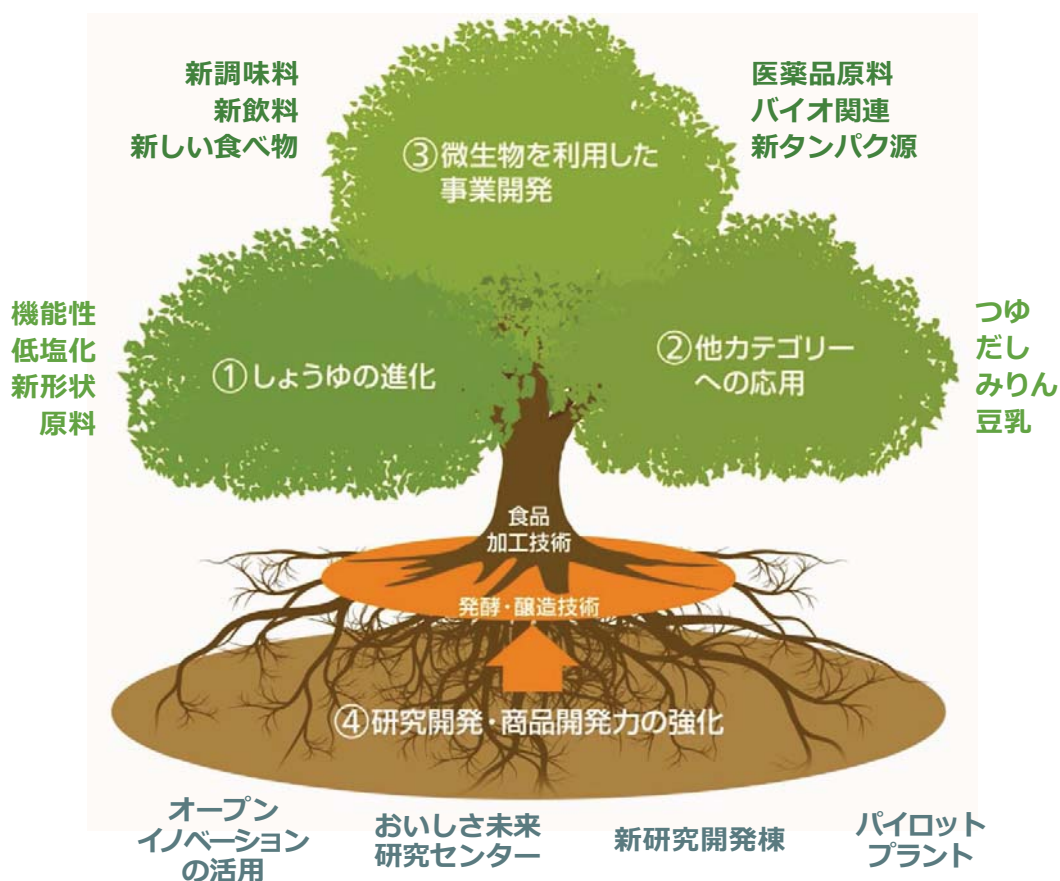 新調味料
新飲料
新しい食べ物
医薬品原料
バイオ関連
新タンパク源
③微生物を利用した
事業開発
機能性
低塩化
新形状
原料
①しょうゆの進化
②他カテゴリー
への応用
つゆ
だし
みりん
豆乳
食品
加工技術
発酵・醸造技術
④研究開発・商品開発力の強化
オープン
イノベーション
の活用
おいしさ未来
研究センター
新研究開発棟
パイロット
プラント